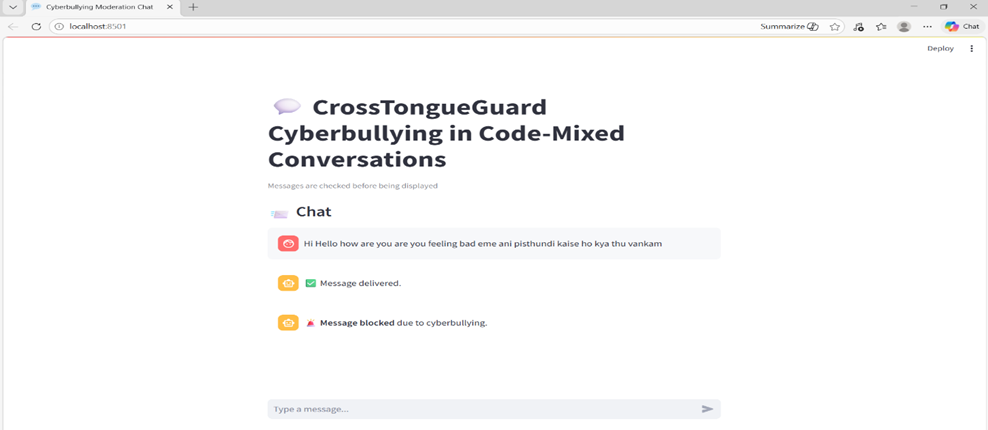 Cyberbullying Moderation Chat
localhost:8501
Summarize
Chat
Deploy
CrossTongueGuard
Cyberbullying in Code-Mixed
Conversations
Messages are checked before being displayed
Chat
Hi Hello how are you are you feeling bad eme ani pisthundi kaise ho kya thu vankam
Message delivered.
Message blocked due to cyberbullying.
Type a message...